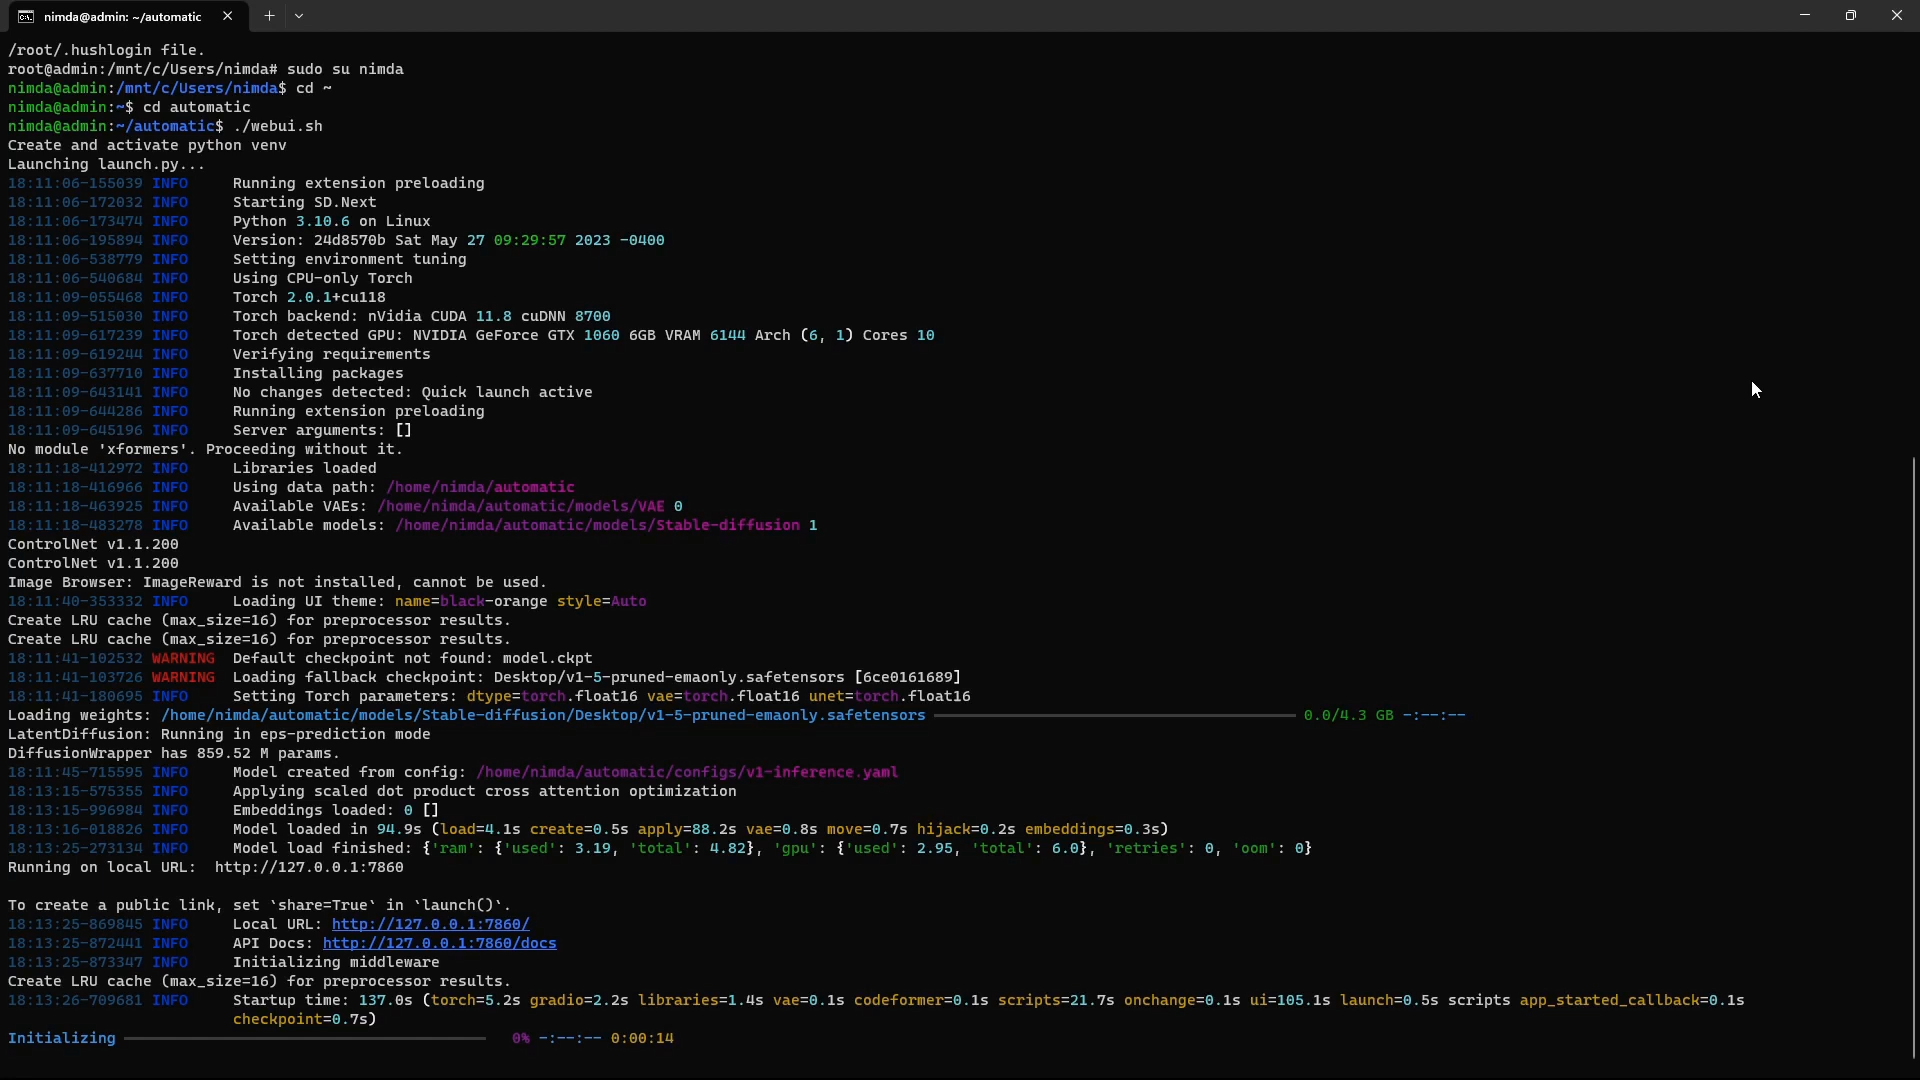 nimda@admin: ~/automatic
/root/.hushlogin file.
root@admin:/mnt/c/Users/nimda# sudo su nimda
nimda@admin:/mnt/c/Users/nimda$ cd ~
nimda@admin:~$ cd automatic
nimda@admin:~/automatic$ ./webui.sh
Create and activate python venv
Launching launch.py...
18:11:06-155039 INFO     Running extension preloading
18:11:06-172032 INFO     Starting SD.Next
18:11:06-173474 INFO     Python 3.10.6 on Linux
18:11:06-195894 INFO     Version: 24d8570b Sat May 27 09:29:57 2023 -0400
18:11:06-538779 INFO     Setting environment tuning
18:11:06-540684 INFO     Using CPU-only Torch
18:11:09-055468 INFO     Torch 2.0.1+cu118
18:11:09-515030 INFO     Torch backend: nVidia CUDA 11.8 cuDNN 8700
18:11:09-617239 INFO     Torch detected GPU: NVIDIA GeForce GTX 1060 6GB VRAM 6144 Arch (6, 1) Cores 10
18:11:09-619244 INFO     Verifying requirements
18:11:09-637710 INFO     Installing packages
18:11:09-643141 INFO     No changes detected: Quick launch active
18:11:09-644286 INFO     Running extension preloading
18:11:09-645196 INFO     Server arguments: []
No module 'xformers'. Proceeding without it.
18:11:18-412972 INFO     Libraries loaded
18:11:18-416966 INFO     Using data path: /home/nimda/automatic
18:11:18-463925 INFO     Available VAEs: /home/nimda/automatic/models/VAE 0
18:11:18-483278 INFO     Available models: /home/nimda/automatic/models/Stable-diffusion 1
ControlNet v1.1.200
ControlNet v1.1.200
Image Browser: ImageReward is not installed, cannot be used.
18:11:40-353332 INFO     Loading UI theme: name=black-orange style=Auto
Create LRU cache (max_size=16) for preprocessor results.
Create LRU cache (max_size=16) for preprocessor results.
18:11:41-102532 WARNING  Default checkpoint not found: model.ckpt
18:11:41-103726 WARNING  Loading fallback checkpoint: Desktop/v1-5-pruned-emaonly.safetensors [6ce0161689]
18:11:41-180695 INFO     Setting Torch parameters: dtype=torch.float16 vae=torch.float16 unet=torch.float16
Loading weights: /home/nimda/automatic/models/Stable-diffusion/Desktop/v1-5-pruned-emaonly.safetensors 0.0/4.3 GB -:--:--
LatentDiffusion: Running in eps-prediction mode
DiffusionWrapper has 859.52 M params.
18:11:45-715595 INFO     Model created from config: /home/nimda/automatic/configs/v1-inference.yaml
18:13:15-575355 INFO     Applying scaled dot product cross attention optimization
18:13:15-996984 INFO     Embeddings loaded: 0 []
18:13:16-018826 INFO     Model loaded in 94.9s (load=4.1s create=0.5s apply=88.2s vae=0.8s move=0.7s hijack=0.2s embeddings=0.3s)
18:13:25-273134 INFO     Model load finished: {'ram': {'used': 3.19, 'total': 4.82}, 'gpu': {'used': 2.95, 'total': 6.0}, 'retries': 0, 'oom': 0}
Running on local URL:  http://127.0.0.1:7860
To create a public link, set `share=True` in `launch()`.
18:13:25-869845 INFO     Local URL: http://127.0.0.1:7860/
18:13:25-872441 INFO     API Docs: http://127.0.0.1:7860/docs
18:13:25-873347 INFO     Initializing middleware
Create LRU cache (max_size=16) for preprocessor results.
18:13:26-709681 INFO     Startup time: 137.0s (torch=5.2s gradio=2.2s libraries=1.4s vae=0.1s codeformer=0.1s scripts=21.7s onchange=0.1s ui=105.1s launch=0.5s scripts app_started_callback=0.1s
checkpoint=0.7s)
Initializing 0% -:--:-- 0:00:14